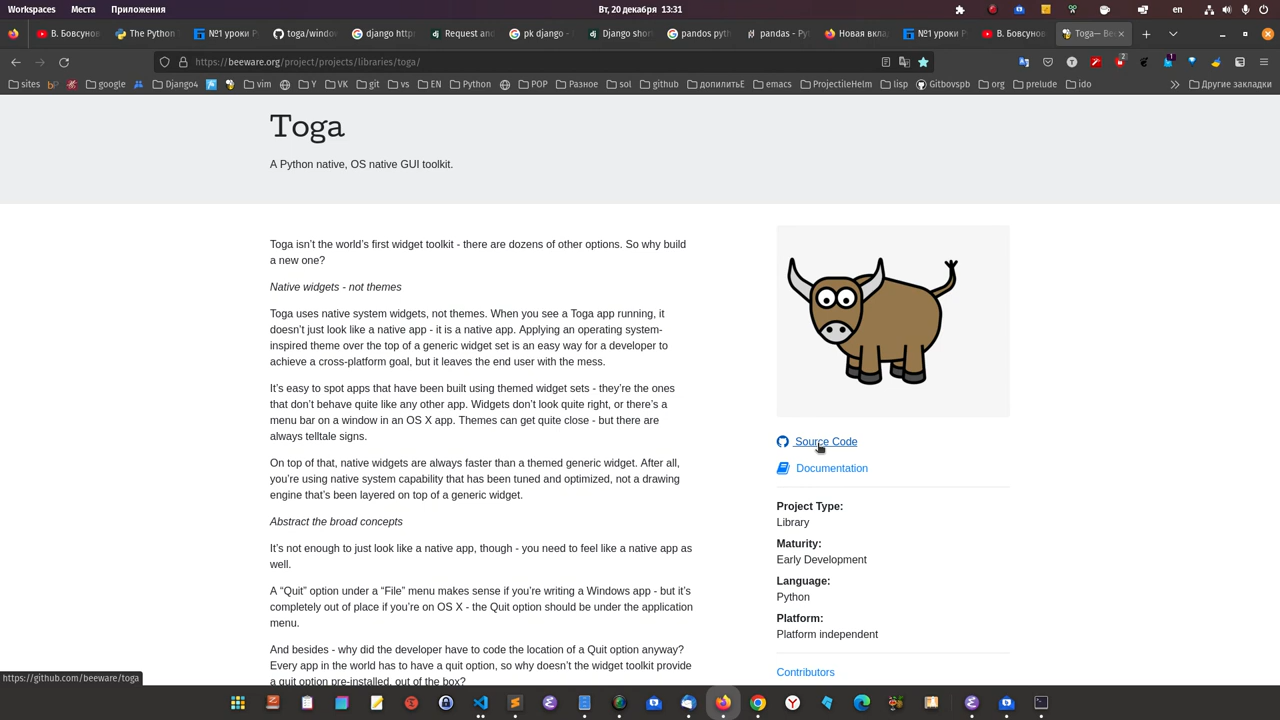 Workspaces Места Приложения Вт, 20 декабря 13:31 en
В. Бовсунов The Python №1 уроки P toga/window django http Request and pk django - Django short pandos pyth pandas - Pyt Новая вкла №1 уроки P В. Бовсунов Toga— Bee
https://beeware.org/project/projects/libraries/toga/
sites google Django4 vim Y VK git vs EN Python POP Разное sol github допилитьЕ emacs ProjectileHelm lisp Gitbovspb org prelude ido Другие закладки
Toga
A Python native, OS native GUI toolkit.
Toga isn’t the world’s first widget toolkit - there are dozens of other options. So why build
a new one?
Native widgets - not themes
Toga uses native system widgets, not themes. When you see a Toga app running, it
doesn’t just look like a native app - it is a native app. Applying an operating system-
inspired theme over the top of a generic widget set is an easy way for a developer to
achieve a cross-platform goal, but it leaves the end user with the mess.
It’s easy to spot apps that have been built using themed widget sets - they’re the ones
that don’t behave quite like any other app. Widgets don’t look quite right, or there’s a
menu bar on a window in an OS X app. Themes can get quite close - but there are
always telltale signs.
On top of that, native widgets are always faster than a themed generic widget. After all,
you’re using native system capability that has been tuned and optimized, not a drawing
engine that’s been layered on top of a generic widget.
Abstract the broad concepts
It’s not enough to just look like a native app, though - you need to feel like a native app as
well.
A “Quit” option under a “File” menu makes sense if you’re writing a Windows app - but it’s
completely out of place if you’re on OS X - the Quit option should be under the application
menu.
And besides - why did the developer have to code the location of a Quit option anyway?
Every app in the world has to have a quit option, so why doesn’t the widget toolkit provide
a quit option pre-installed, out of the box?
Source Code
Documentation
Project Type:
Library
Maturity:
Early Development
Language:
Python
Platform:
Platform independent
Contributors
https://github.com/beeware/toga